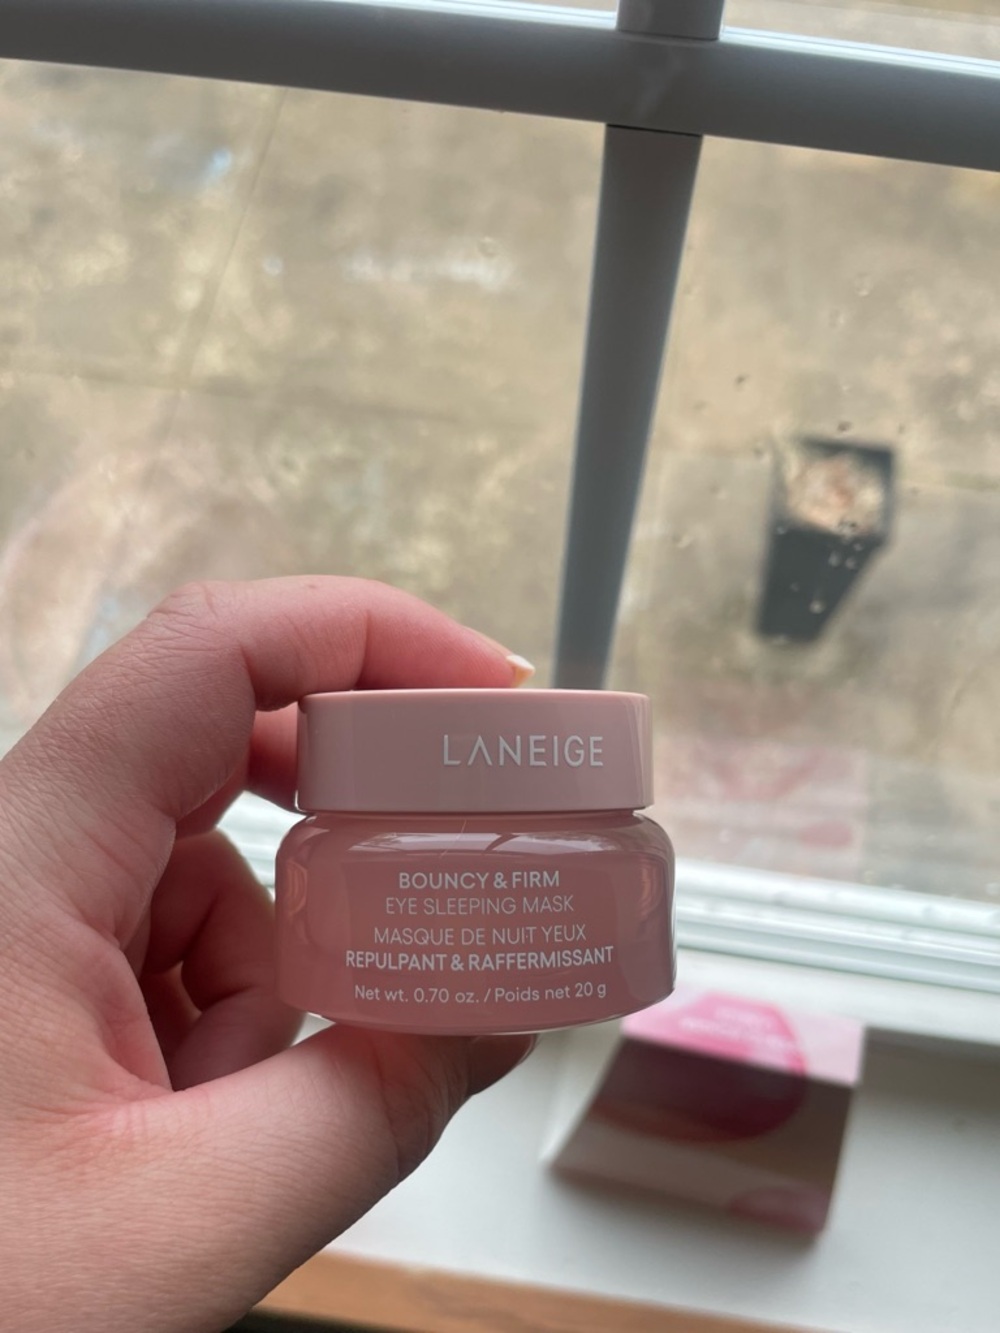 LANEIGE
BOUNCY & FIRM
EYE SLEEPING MASK
MASQUE DE NUIT YEUX
REPULPANT & RAFFERMISSANT
Net wt. 0.70 oz. / Poids net 20 g